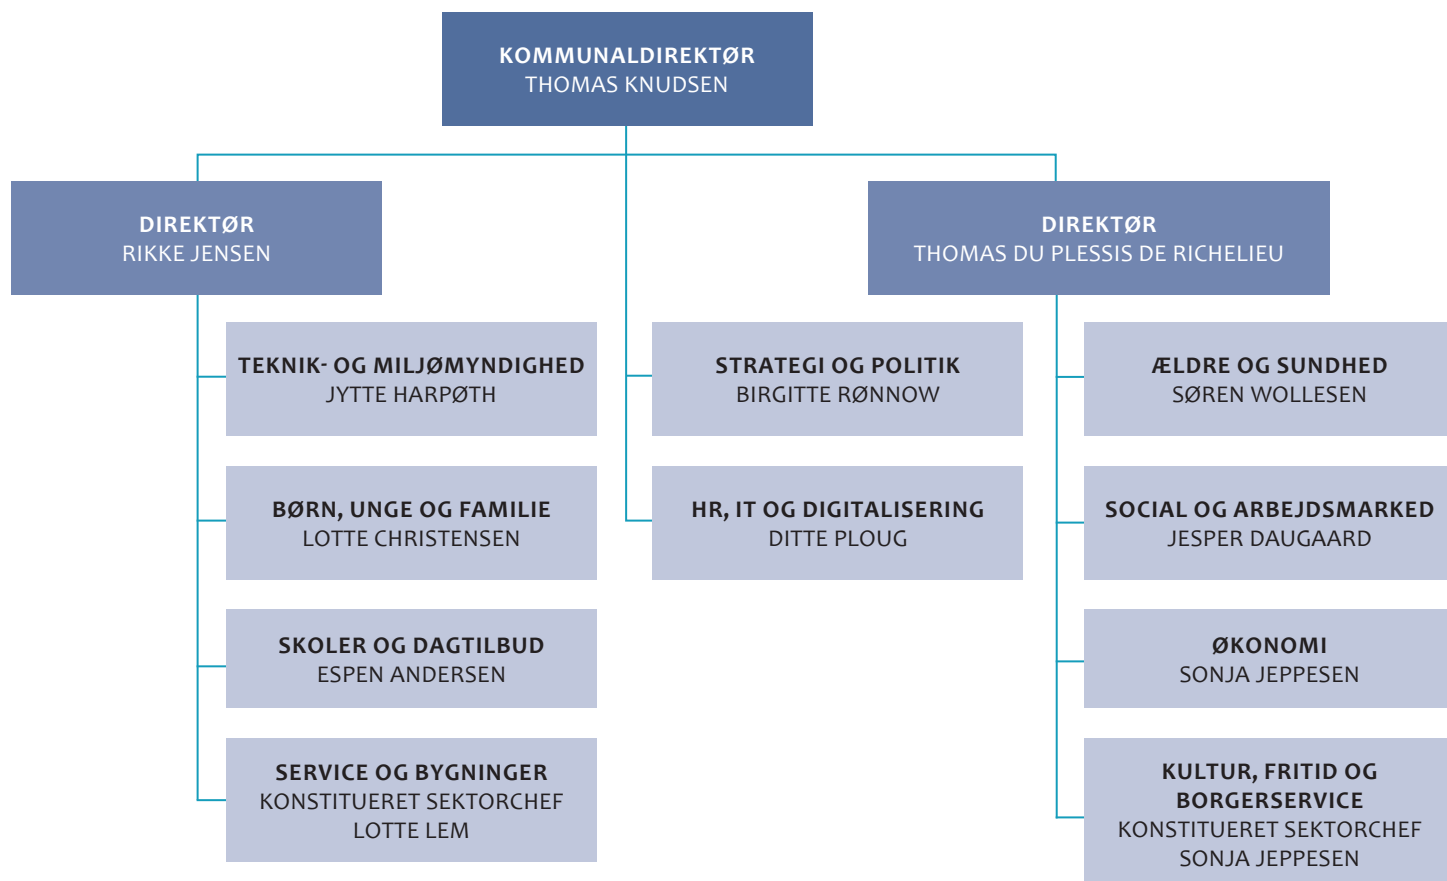 KOMMUNALDIREKTØR
THOMAS KNUDSEN
DIREKTØR
RIKKE JENSEN
DIREKTØR
THOMAS DU PLESSIS DE RICHELIEU
TEKNIK- OG MILJØMYNDIGHED
JYTTE HARPØTH
BØRN, UNGE OG FAMILIE
LOTTE CHRISTENSEN
SKOLER OG DAGTILBUD
ESPEN ANDERSEN
SERVICE OG BYGNINGER
KONSTITUERET SEKTORCHEF
LOTTE LEM
STRATEGI OG POLITIK
BIRGITTE RØNNOW
HR, IT OG DIGITALISERING
DITTE PLOUG
ÆLDRE OG SUNDHED
SØREN WOLLESEN
SOCIAL OG ARBEJDSMARKED
JESPER DAUGAARD
ØKONOMI
SONJA JEPPESEN
KULTUR, FRITID OG
BORGERSERVICE
KONSTITUERET SEKTORCHEF
SONJA JEPPESEN